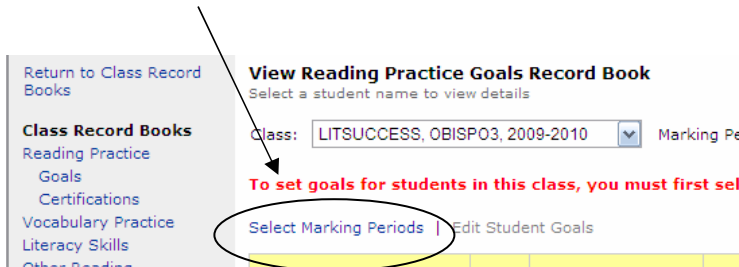 Return to Class Record
Books
Class Record Books
Reading Practice
Goals
Certifications
Vocabulary Practice
Literacy Skills
Other Reading
View Reading Practice Goals Record Book
Select a student name to view details
Class: LITSUCCESS, OBISPO3, 2009-2010 Marking Pe
To set goals for students in this class, you must first sel
Select Marking Periods | Edit Student Goals